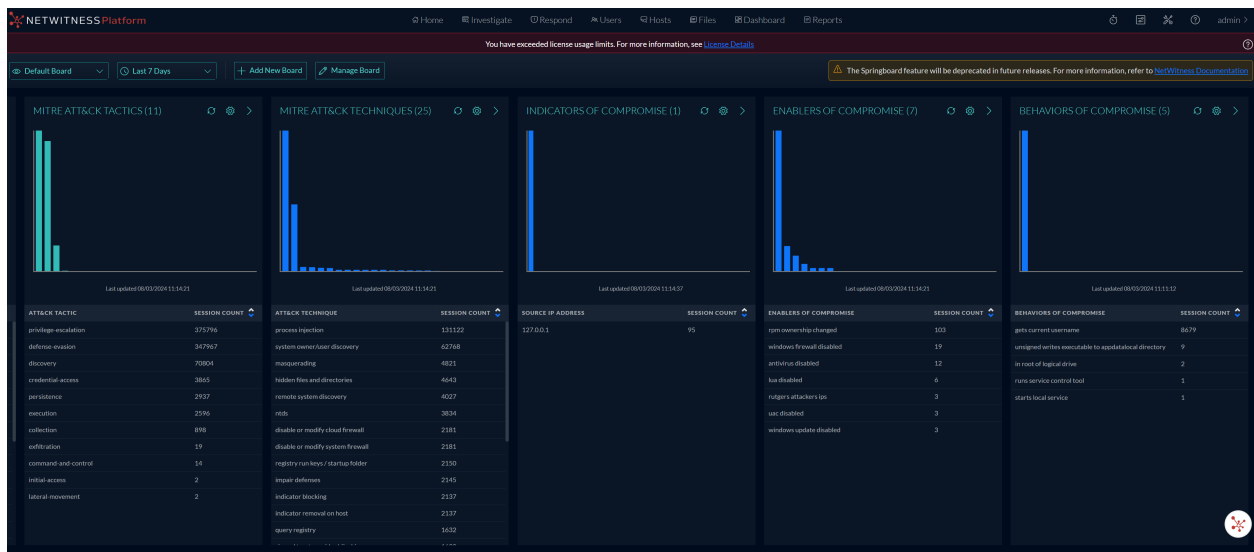 NETWITNESS Platform
Home Investigate Respond Users Hosts Files Dashboard Reports admin
You have exceeded license usage limits. For more information, see License Details
Default Board Last 7 Days Add New Board Manage Board
The Springboard feature will be deprecated in future releases. For more information, refer to NetWitness Documentation
MITRE ATT&CK TACTICS (11)
Last updated 08/03/2024 11:14:21
ATT&CK TACTIC SESSION COUNT
privilege-escalation 375796
defense-evasion 347967
discovery 70804
credential-access 3865
persistence 2937
execution 2596
collection 898
exfiltration 19
command-and-control 14
initial-access 2
lateral-movement 2
MITRE ATT&CK TECHNIQUES (25)
Last updated 08/03/2024 11:14:21
ATT&CK TECHNIQUE SESSION COUNT
process injection 131122
system owner/user discovery 62768
masquerading 4821
hidden files and directories 4643
remote system discovery 4027
ntds 3834
disable or modify cloud firewall 2181
disable or modify system firewall 2181
registry run keys / startup folder 2150
impair defenses 2145
indicator blocking 2137
indicator removal on host 2137
query registry 1632
INDICATORS OF COMPROMISE (1)
Last updated 08/03/2024 11:14:37
SOURCE IP ADDRESS SESSION COUNT
127.0.0.1 95
ENABLERS OF COMPROMISE (7)
Last updated 08/03/2024 11:14:21
ENABLERS OF COMPROMISE SESSION COUNT
rpm ownership changed 103
windows firewall disabled 19
antivirus disabled 12
lua disabled 6
rutgers attackers ips 3
uac disabled 3
windows update disabled 3
BEHAVIORS OF COMPROMISE (5)
Last updated 08/03/2024 11:11:12
BEHAVIORS OF COMPROMISE SESSION COUNT
gets current username 8679
unsigned writes executable to appdatalocal directory 9
in root of logical drive 2
runs service control tool 1
starts local service 1